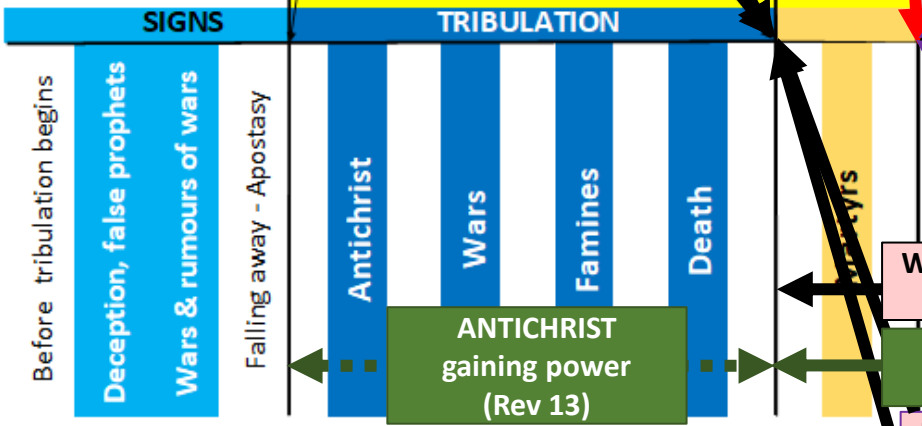 SIGNS
TRIBULATION
Before tribulation begins
Deception, false prophets
Wars & rumours of wars
Falling away - Apostasy
Antichrist
Wars
Famines
Death
Martyrs
W
ANTICHRIST
gaining power
(Rev 13)